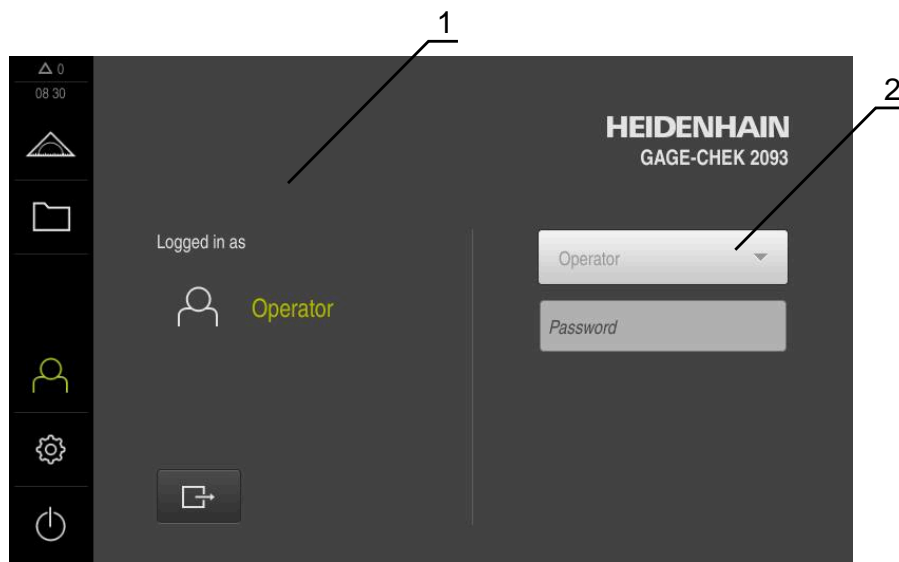 1
△ 0
08 30
2
HEIDENHAIN
GAGE-CHEK 2093
Logged in as
Operator
Operator
Password